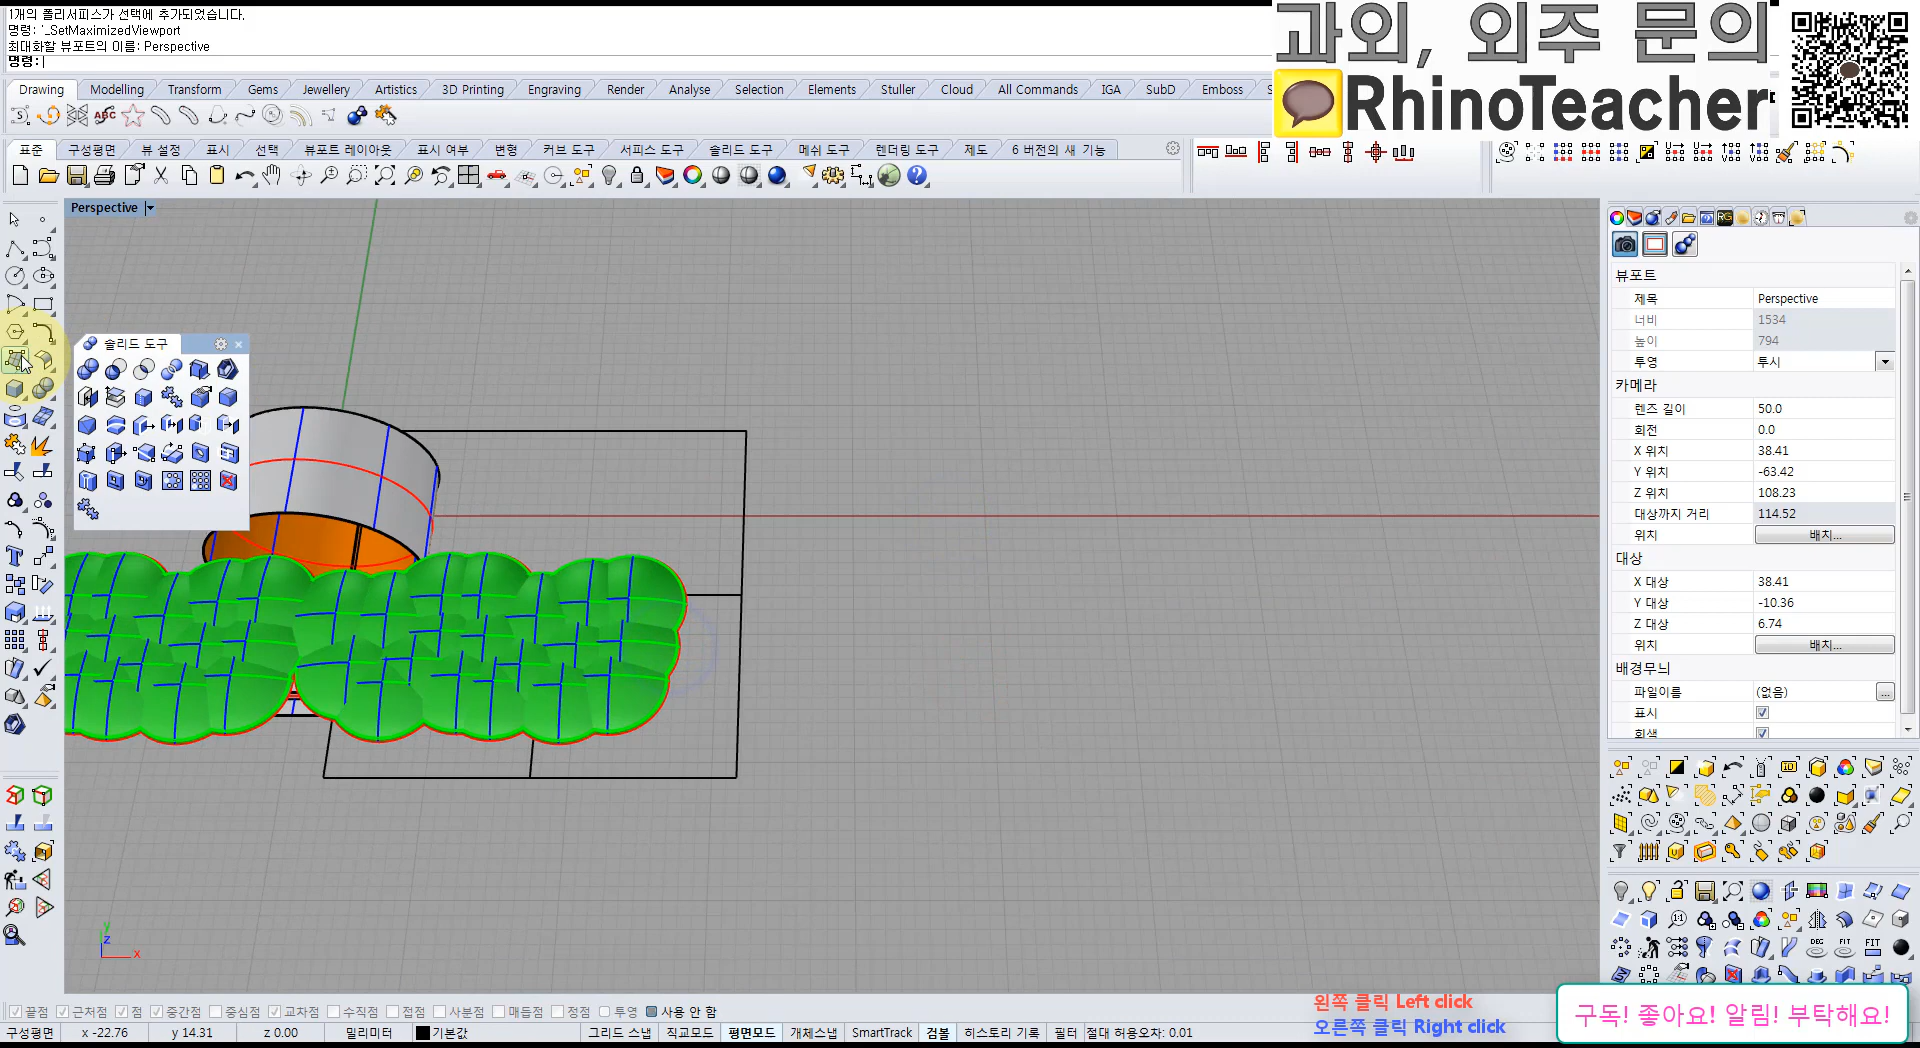 1개의 폴리서피스가 선택에 추가되었습니다.
명령: '_SetMaximizedViewport
최대화할 뷰포트의 이름: Perspective
명령:
과외, 외주 문의
RhinoTeacher
Drawing Modelling Transform Gems Jewellery Artistics 3D Printing Engraving Render Analyse Selection Elements Stuller Cloud All Commands IGA SubD Emboss
ABC
표준 구성평면 뷰 설정 표시 선택 뷰포트 레이아웃 표시 여부 변형 커브 도구 서피스 도구 솔리드 도구 메쉬 도구 렌더링 도구 제도 6 버전의 새 기능
Perspective
솔리드 도구
뷰포트
제목 Perspective
너비 1534
높이 794
투영 투시
카메라
렌즈 길이 50.0
회전 0.0
X 위치 38.41
Y 위치 -63.42
Z 위치 108.23
대상까지 거리 114.52
위치 배치...
대상
X 대상 38.41
Y 대상 -10.36
Z 대상 6.74
위치 배치...
배경무늬
파일이름 (없음) ...
표시
회색
y
z
x
DEG FIT FIT
끝점 근처점 점 중간점 중심점 교차점 수직점 접점 사분점 매듭점 정점 투영 사용 안 함
왼쪽 클릭 Left click
오른쪽 클릭 Right click
구독! 좋아요! 알림! 부탁해요!
구성평면 x -22.76 y 14.31 z 0.00 밀리미터 기본값 그리드 스냅 직교모드 평면모드 개체스냅 SmartTrack 검볼 히스토리 기록 필터 절대 허용오차: 0.01